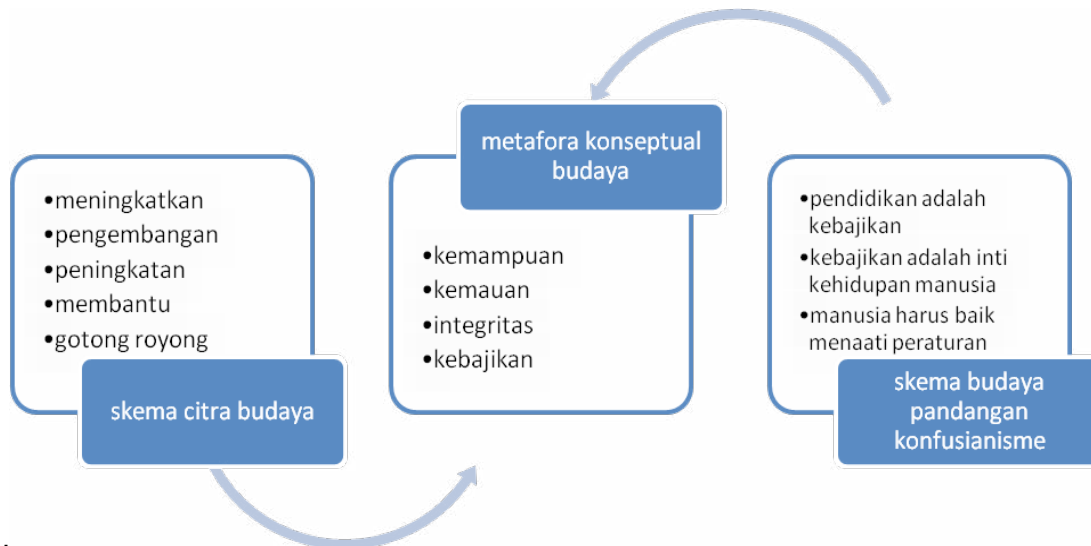 •meningkatkan
•pengembangan
•peningkatan
•membantu
•gotong royong
skema citra budaya
metafora konseptual
budaya
•kemampuan
•kemauan
•integritas
•kebajikan
•pendidikan adalah
kebajikan
•kebajikan adalah inti
kehidupan manusia
•manusia harus baik
menaati peraturan
skema budaya
pandangan
konfusianisme